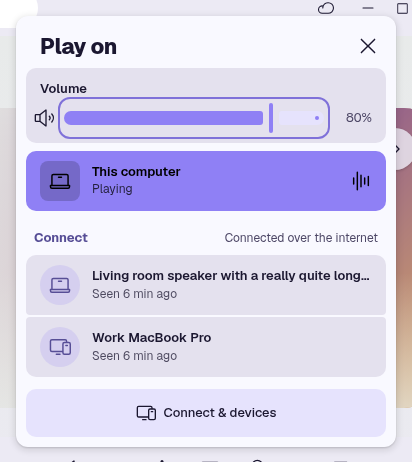 Play on
Volume
80%
This computer
Playing
Connect
Connected over the internet
Living room speaker with a really quite long...
Seen 6 min ago
Work MacBook Pro
Seen 6 min ago
Connect & devices